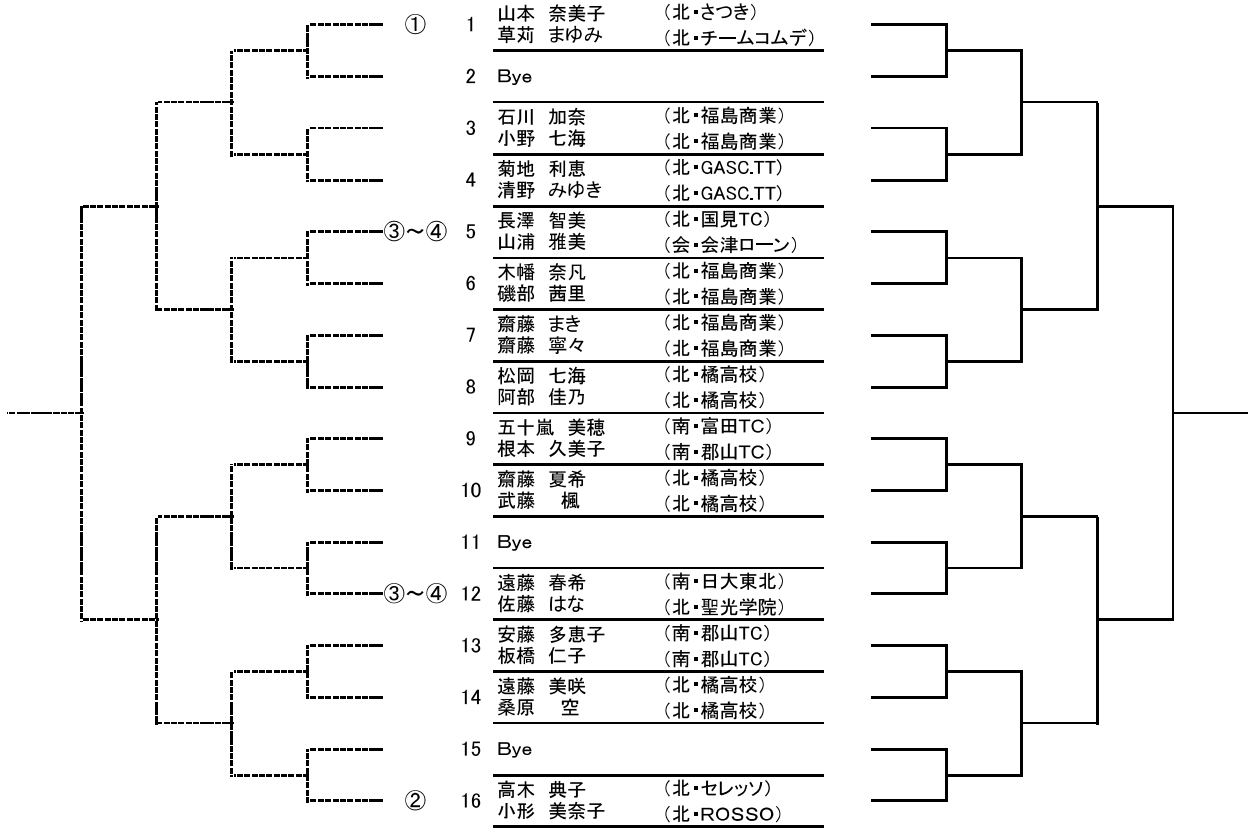 ① 1 山本 奈美子 （北・さつき）
草苅 まゆみ （北・チームコムデ）
2 Bye
3 石川 加奈 （北・福島商業）
小野 七海 （北・福島商業）
4 菊地 利恵 （北・GASC.TT）
清野 みゆき （北・GASC.TT）
③～④ 5 長澤 智美 （北・国見TC）
山浦 雅美 （会・会津ローン）
6 木幡 奈凡 （北・福島商業）
磯部 茜里 （北・福島商業）
7 齋藤 まき （北・福島商業）
齋藤 寧々 （北・福島商業）
8 松岡 七海 （北・橘高校）
阿部 佳乃 （北・橘高校）
9 五十嵐 美穂 （南・富田TC）
根本 久美子 （南・郡山TC）
10 齋藤 夏希 （北・橘高校）
武藤 楓 （北・橘高校）
11 Bye
③～④ 12 遠藤 春希 （南・日大東北）
佐藤 はな （北・聖光学院）
13 安藤 多恵子 （南・郡山TC）
板橋 仁子 （南・郡山TC）
14 遠藤 美咲 （北・橘高校）
桑原 空 （北・橘高校）
15 Bye
② 16 高木 典子 （北・セレッソ）
小形 美奈子 （北・ROSSO）